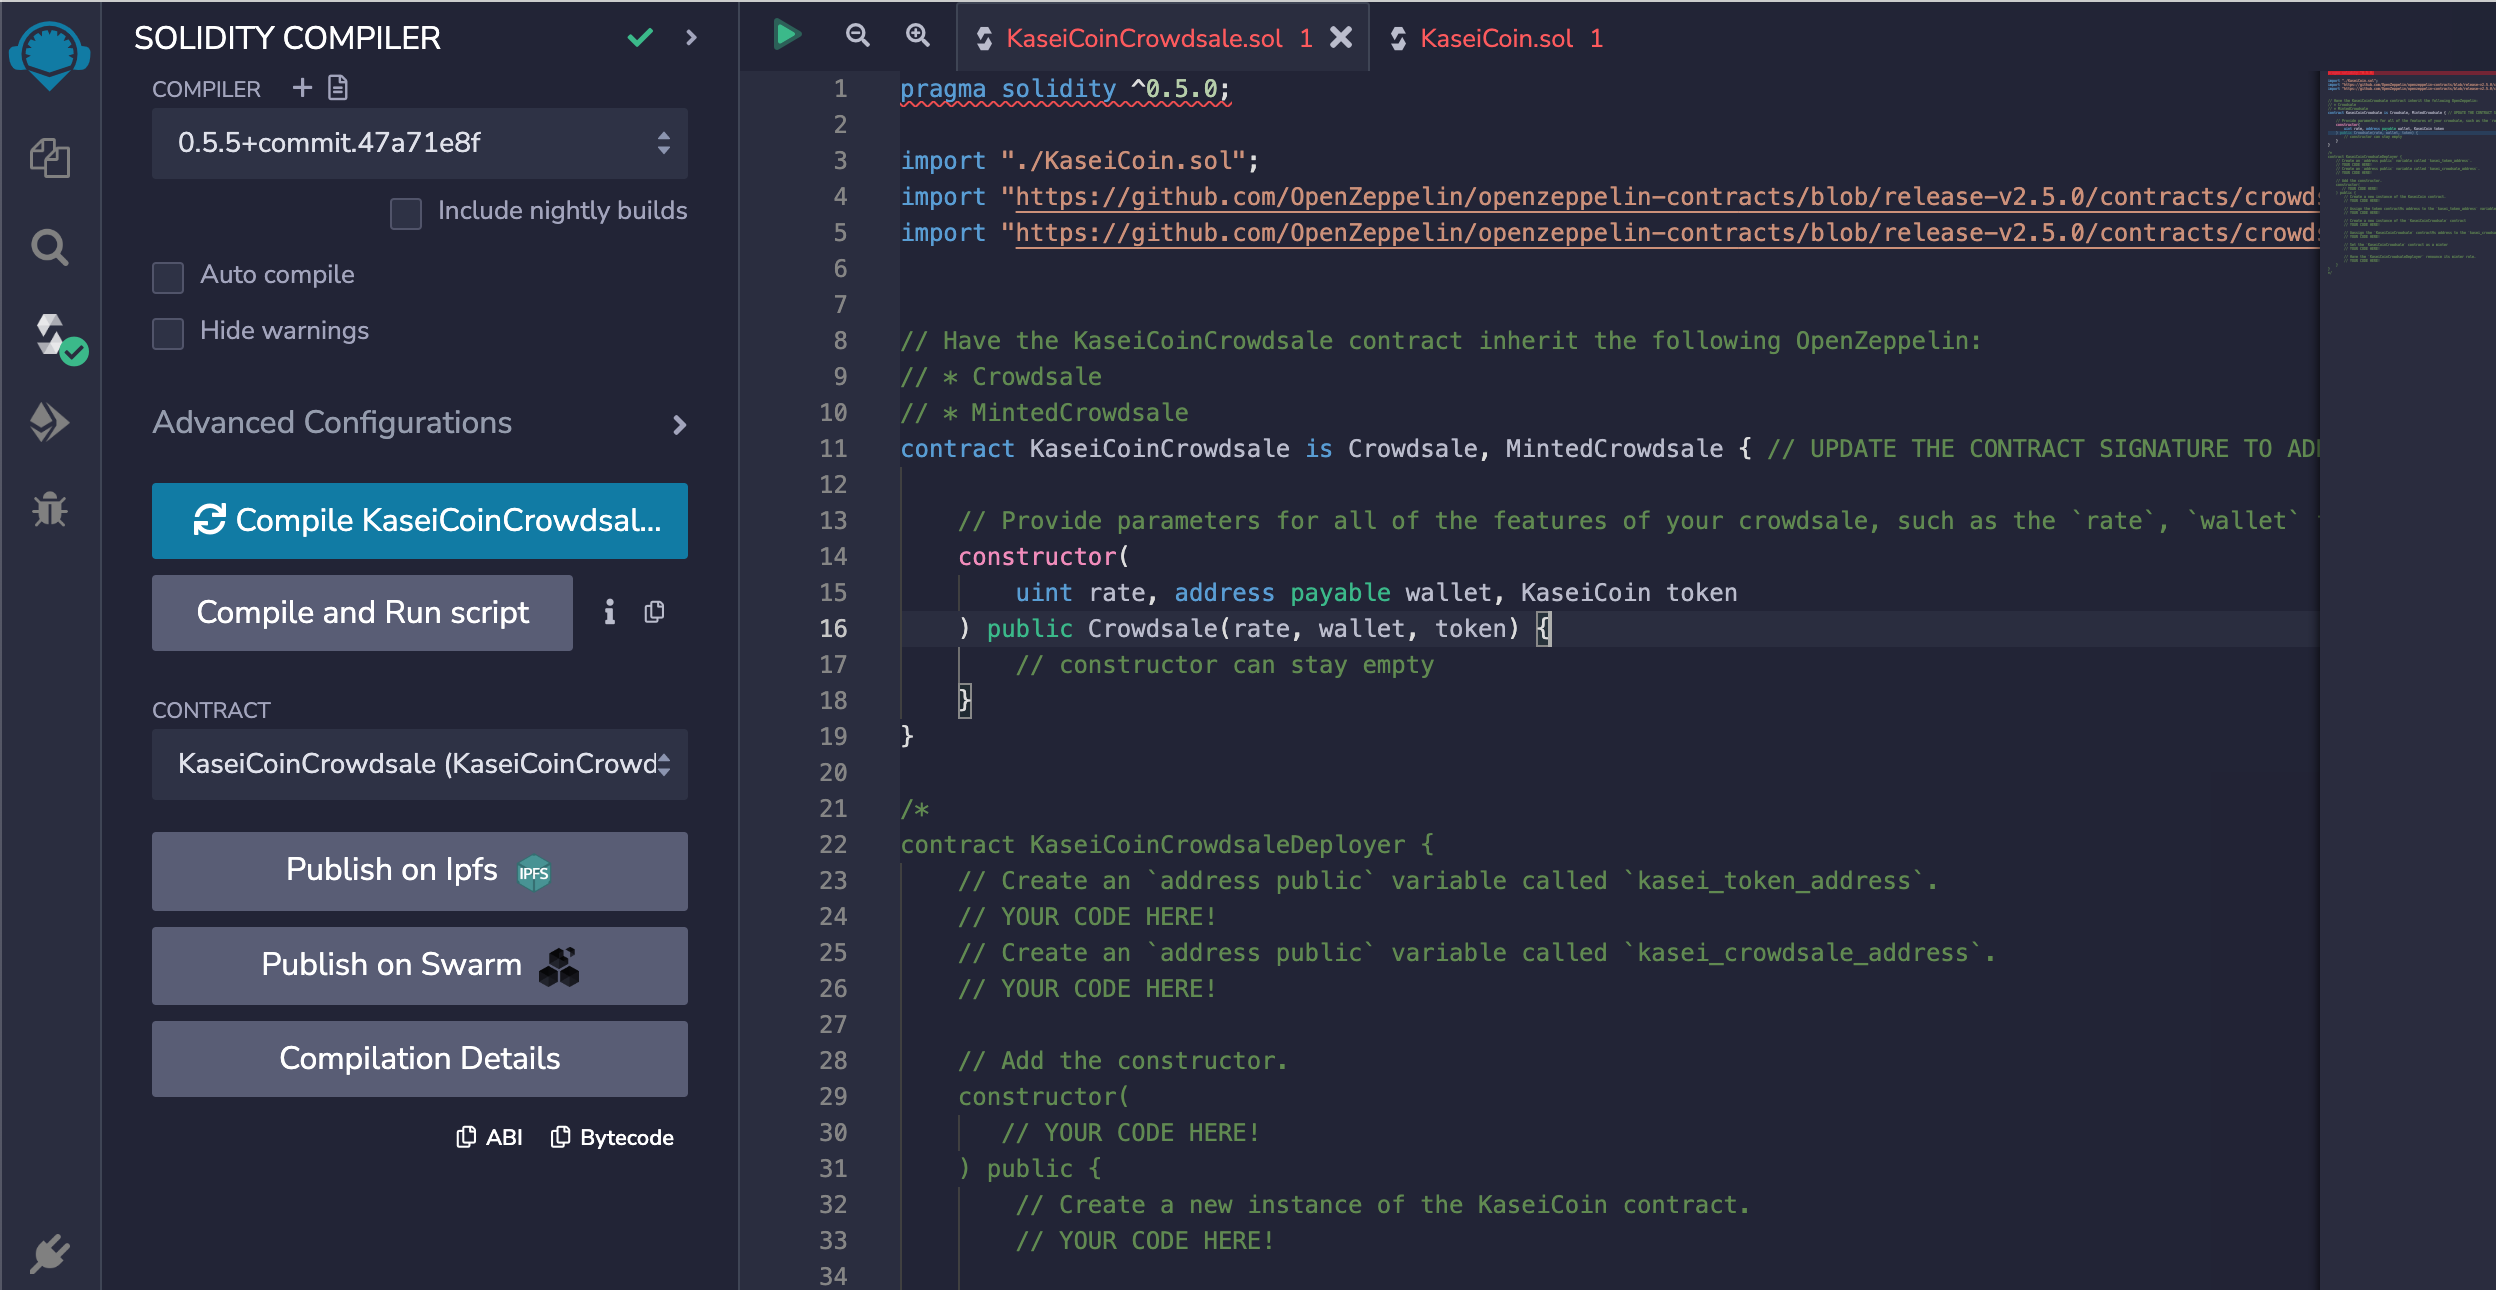 SOLIDITY COMPILER
COMPILER
0.5.5+commit.47a71e8f
Include nightly builds
Auto compile
Hide warnings
Advanced Configurations
Compile KaseiCoinCrowdsal...
Compile and Run script
CONTRACT
KaseiCoinCrowdsale (KaseiCoinCrowd
Publish on Ipfs IPFS
Publish on Swarm
Compilation Details
ABI Bytecode
KaseiCoinCrowdsale.sol 1 KaseiCoin.sol 1
1 pragma solidity ^0.5.0;
2
3 import "./KaseiCoin.sol";
4 import "https://github.com/OpenZeppelin/openzeppelin-contracts/blob/release-v2.5.0/contracts/crowds
5 import "https://github.com/OpenZeppelin/openzeppelin-contracts/blob/release-v2.5.0/contracts/crowds
6
7
8 // Have the KaseiCoinCrowdsale contract inherit the following OpenZeppelin:
9 // * Crowdsale
10 // * MintedCrowdsale
11 contract KaseiCoinCrowdsale is Crowdsale, MintedCrowdsale { // UPDATE THE CONTRACT SIGNATURE TO ADD
12
13 // Provide parameters for all of the features of your crowdsale, such as the `rate`, `wallet`
14 constructor(
15 uint rate, address payable wallet, KaseiCoin token
16 ) public Crowdsale(rate, wallet, token) {
17 // constructor can stay empty
18 }
19 }
20
21 /*
22 contract KaseiCoinCrowdsaleDeployer {
23 // Create an `address public` variable called `kasei_token_address`.
24 // YOUR CODE HERE!
25 // Create an `address public` variable called `kasei_crowdsale_address`.
26 // YOUR CODE HERE!
27
28 // Add the constructor.
29 constructor(
30 // YOUR CODE HERE!
31 ) public {
32 // Create a new instance of the KaseiCoin contract.
33 // YOUR CODE HERE!
34